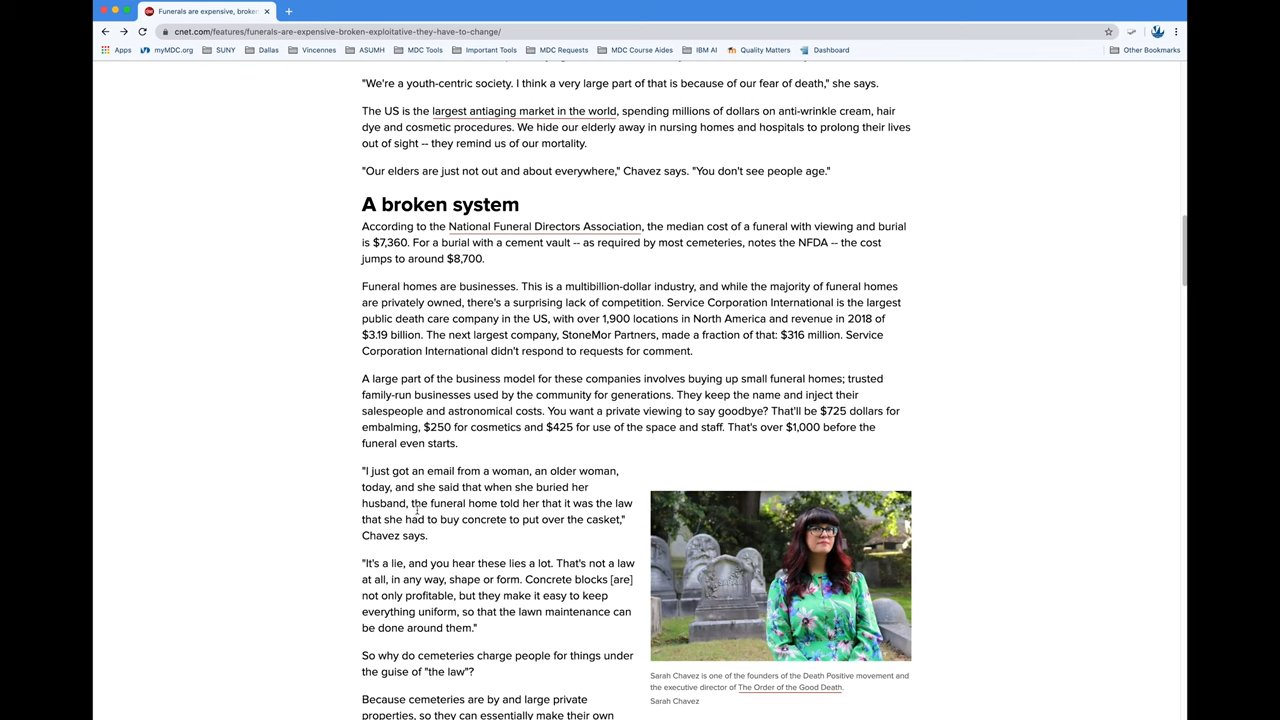 Funerals are expensive, broken
cnet.com/features/funerals-are-expensive-broken-exploitative-they-have-to-change/
Apps myMDC.org SUNY Dallas Vincennes ASUMH MDC Tools Important Tools MDC Requests MDC Course Aides IBM AI Quality Matters Dashboard Other Bookmarks
"We're a youth-centric society. I think a very large part of that is because of our fear of death," she says.
The US is the largest antiaging market in the world, spending millions of dollars on anti-wrinkle cream, hair
dye and cosmetic procedures. We hide our elderly away in nursing homes and hospitals to prolong their lives
out of sight -- they remind us of our mortality.
"Our elders are just not out and about everywhere," Chavez says. "You don't see people age."
A broken system
According to the National Funeral Directors Association, the median cost of a funeral with viewing and burial
is $7,360. For a burial with a cement vault -- as required by most cemeteries, notes the NFDA -- the cost
jumps to around $8,700.
Funeral homes are businesses. This is a multibillion-dollar industry, and while the majority of funeral homes
are privately owned, there's a surprising lack of competition. Service Corporation International is the largest
public death care company in the US, with over 1,900 locations in North America and revenue in 2018 of
$3.19 billion. The next largest company, StoneMor Partners, made a fraction of that: $316 million. Service
Corporation International didn't respond to requests for comment.
A large part of the business model for these companies involves buying up small funeral homes; trusted
family-run businesses used by the community for generations. They keep the name and inject their
salespeople and astronomical costs. You want a private viewing to say goodbye? That'll be $725 dollars for
embalming, $250 for cosmetics and $425 for use of the space and staff. That's over $1,000 before the
funeral even starts.
"I just got an email from a woman, an older woman,
today, and she said that when she buried her
husband, the funeral home told her that it was the law
that she had to buy concrete to put over the casket,"
Chavez says.
"It's a lie, and you hear these lies a lot. That's not a law
at all, in any way, shape or form. Concrete blocks [are]
not only profitable, but they make it easy to keep
everything uniform, so that the lawn maintenance can
be done around them."
So why do cemeteries charge people for things under
the guise of "the law"?
Because cemeteries are by and large private
properties, so they can essentially make their own
Sarah Chavez is one of the founders of the Death Positive movement and
the executive director of The Order of the Good Death.
Sarah Chavez